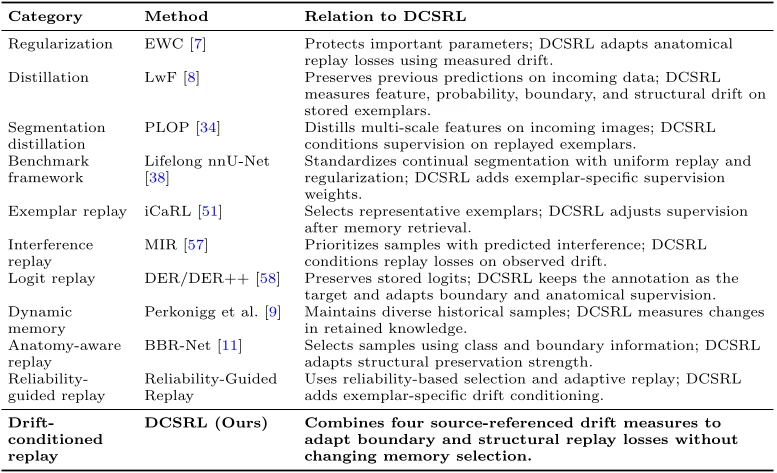 Category Method Relation to DCSRL
Regularization EWC [7] Protects important parameters; DCSRL adapts anatomical
replay losses using measured drift.
Distillation LwF [8] Preserves previous predictions on incoming data; DCSRL
measures feature, probability, boundary, and structural drift on
stored exemplars.
Segmentation PLOP [34] Distills multi-scale features on incoming images; DCSRL
distillation conditions supervision on replayed exemplars.
Benchmark Lifelong nnU-Net Standardizes continual segmentation with uniform replay and
framework [38] regularization; DCSRL adds exemplar-specific supervision
weights.
Exemplar replay iCaRL [51] Selects representative exemplars; DCSRL adjusts supervision
after memory retrieval.
Interference MIR [57] Prioritizes samples with predicted interference; DCSRL
replay conditions replay losses on observed drift.
Logit replay DER/DER++ [58] Preserves stored logits; DCSRL keeps the annotation as the
target and adapts boundary and anatomical supervision.
Dynamic Perkonigg et al. [9] Maintains diverse historical samples; DCSRL measures changes
memory in retained knowledge.
Anatomy-aware BBR-Net [11] Selects samples using class and boundary information; DCSRL
replay adapts structural preservation strength.
Reliability- Reliability-Guided Uses reliability-based selection and adaptive replay; DCSRL
guided replay Replay adds exemplar-specific drift conditioning.
Drift- DCSRL (Ours) Combines four source-referenced drift measures to
conditioned adapt boundary and structural replay losses without
replay changing memory selection.